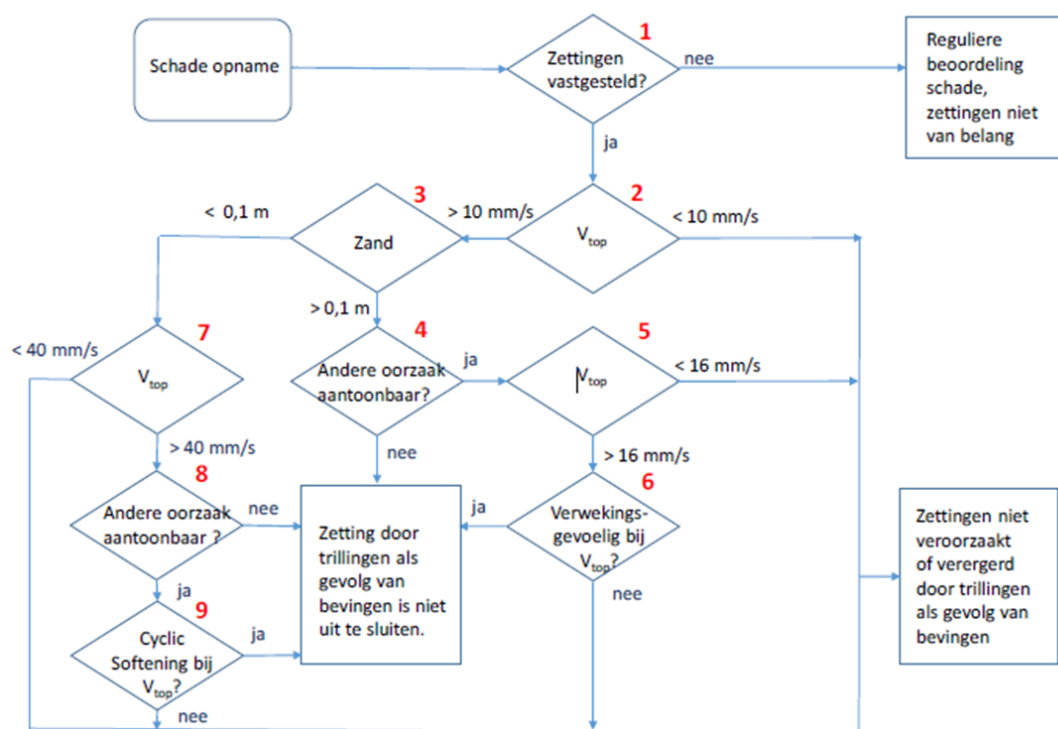 1
Schade opname
Zettingen
vastgesteld?
nee
Reguliere
beoordeling
schade,
zettingen niet
van belang
ja
3
2
< 0,1 m
> 10 mm/s
< 10 mm/s
Zand
Vtop
> 0,1 m
7
4
5
< 40 mm/s
ja
< 16 mm/s
Vtop
Andere oorzaak
aantoonbaar?
Vtop
> 40 mm/s
nee
> 16 mm/s
8
6
Andere oorzaak
aantoonbaar ?
nee
Zetting door
trillingen als
gevolg van
bevingen is niet
uit te sluiten.
ja
Verwekings-
gevoelig bij
Vtop?
Zettingen niet
veroorzaakt
of verergerd
door trillingen
als gevolg van
bevingen
ja
nee
9
Cyclic
Softening bij
Vtop?
ja
nee